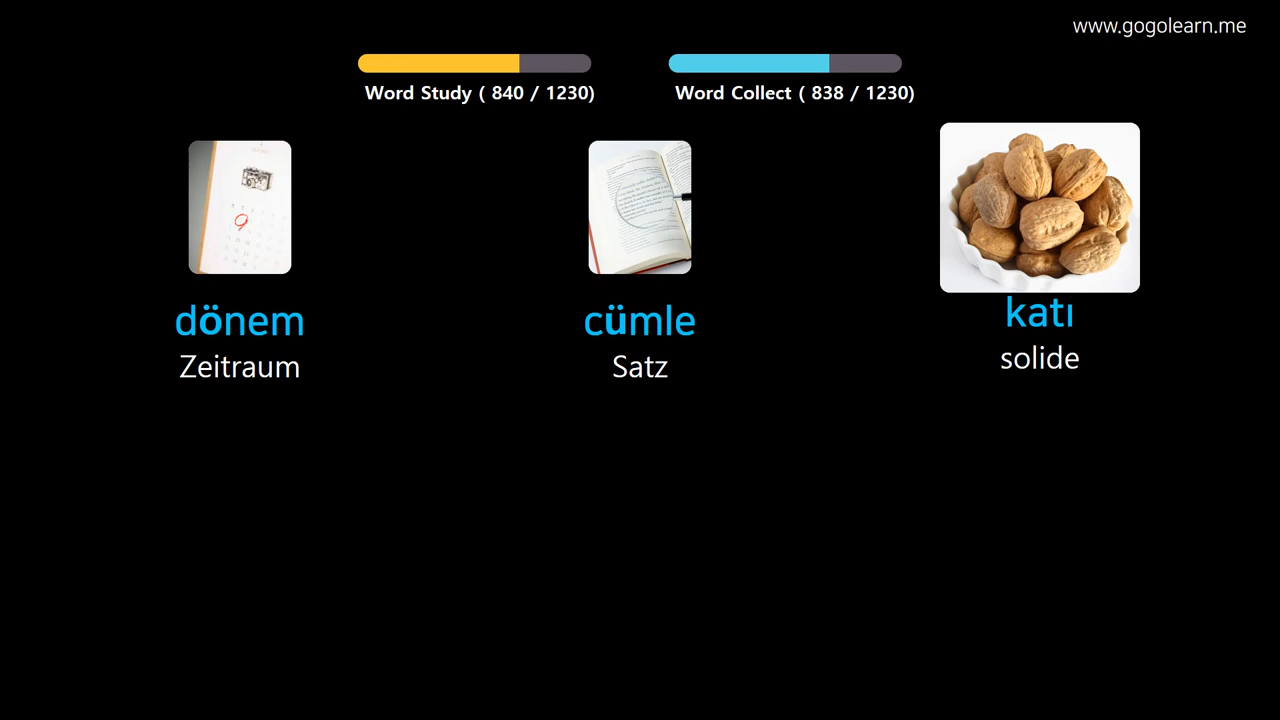 www.gogolearn.me
Word Study ( 840 / 1230)
Word Collect ( 838 / 1230)
dönem
Zeitraum
cümle
Satz
katı
solide